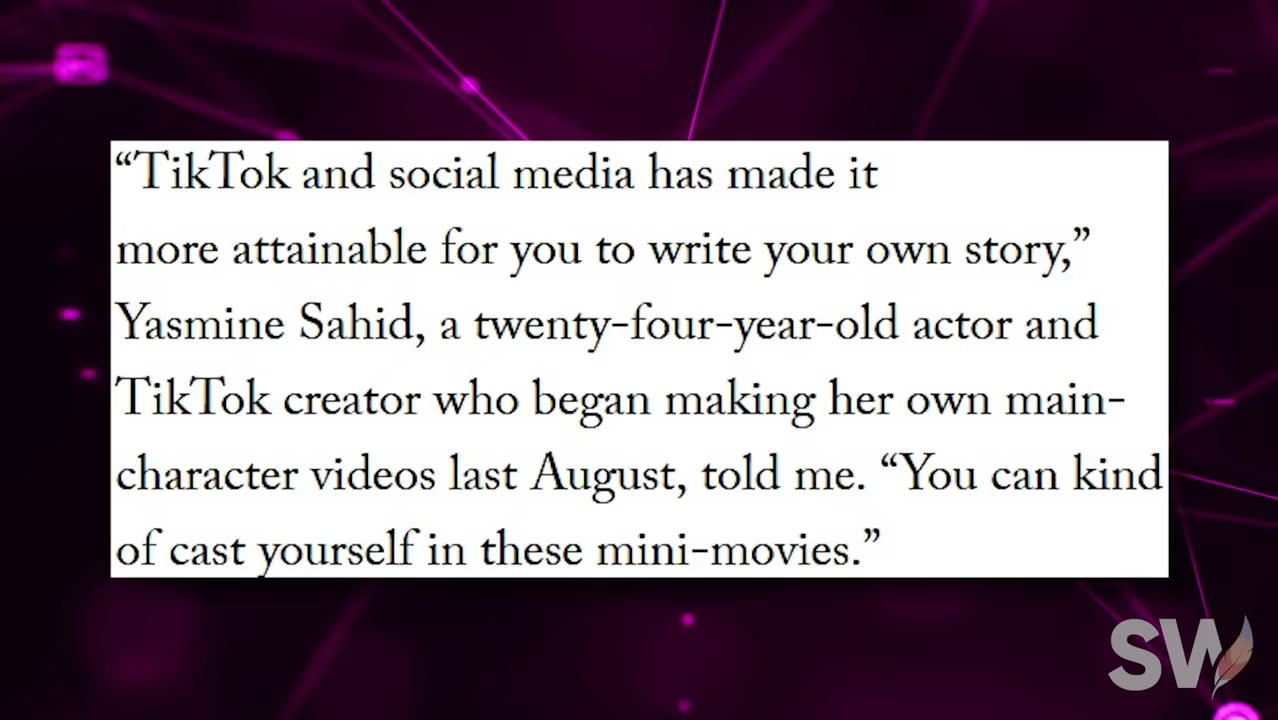 “TikTok and social media has made it
more attainable for you to write your own story,”
Yasmine Sahid, a twenty-four-year-old actor and
TikTok creator who began making her own main-
character videos last August, told me. “You can kind
of cast yourself in these mini-movies.”
SW